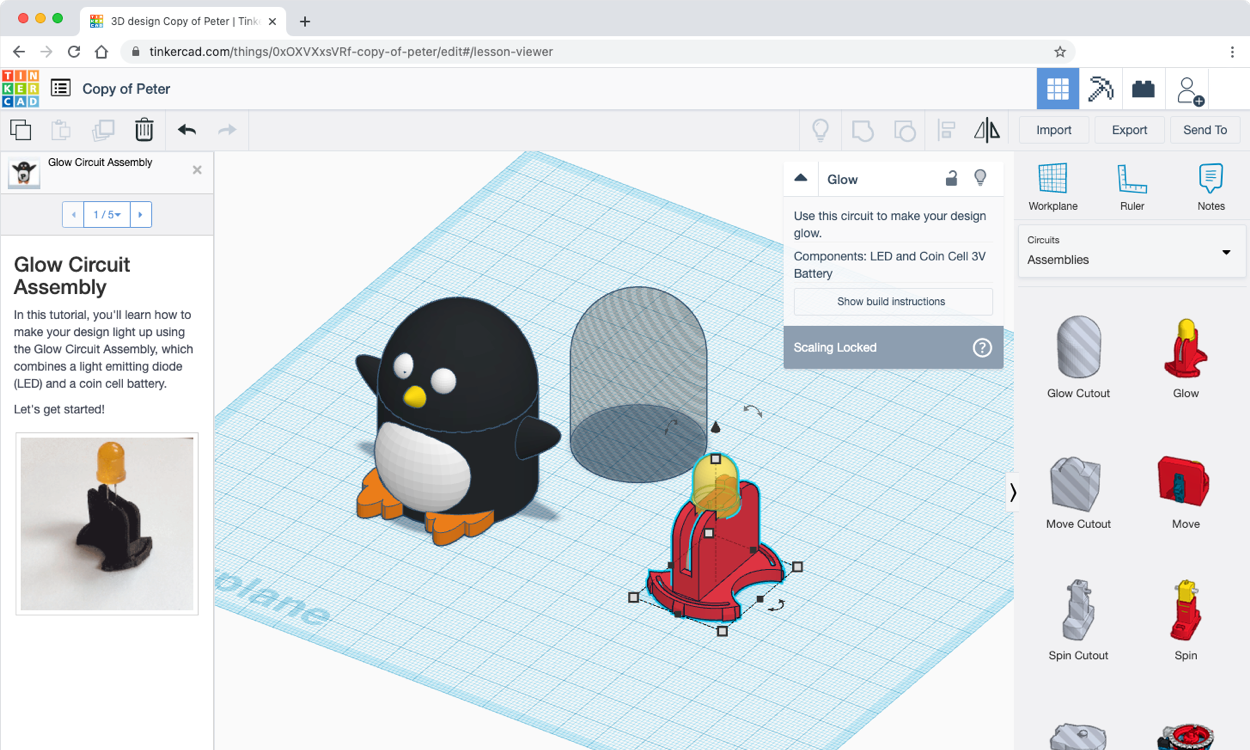 3D design Copy of Peter | Tink
tinkercad.com/things/0xOXVXxsVRf-copy-of-peter/edit#/lesson-viewer
TIN
KER
CAD
Copy of Peter
Import
Export
Send To
Glow Circuit Assembly
1 / 5
Glow Circuit
Assembly
In this tutorial, you'll learn how to
make your design light up using
the Glow Circuit Assembly, which
combines a light emitting diode
(LED) and a coin cell battery.
Let's get started!
Glow
Use this circuit to make your design
glow.
Components: LED and Coin Cell 3V
Battery
Show build instructions
Scaling Locked
?
Workplane
Ruler
Notes
Circuits
Assemblies
Glow Cutout
Glow
Move Cutout
Move
Spin Cutout
Spin